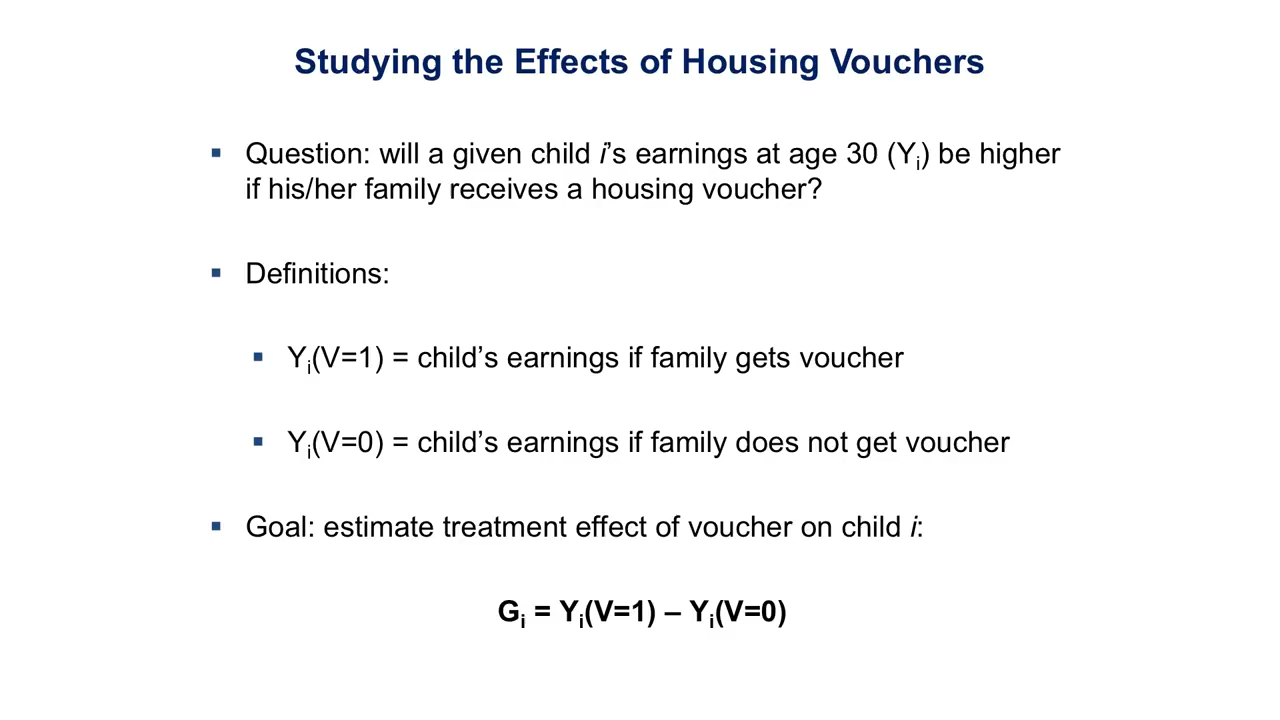 Studying the Effects of Housing Vouchers
▪ Question: will a given child i’s earnings at age 30 (Yi) be higher
if his/her family receives a housing voucher?
▪ Definitions:
▪ Yi(V=1) = child’s earnings if family gets voucher
▪ Yi(V=0) = child’s earnings if family does not get voucher
▪ Goal: estimate treatment effect of voucher on child i:
Gi = Yi(V=1) – Yi(V=0)